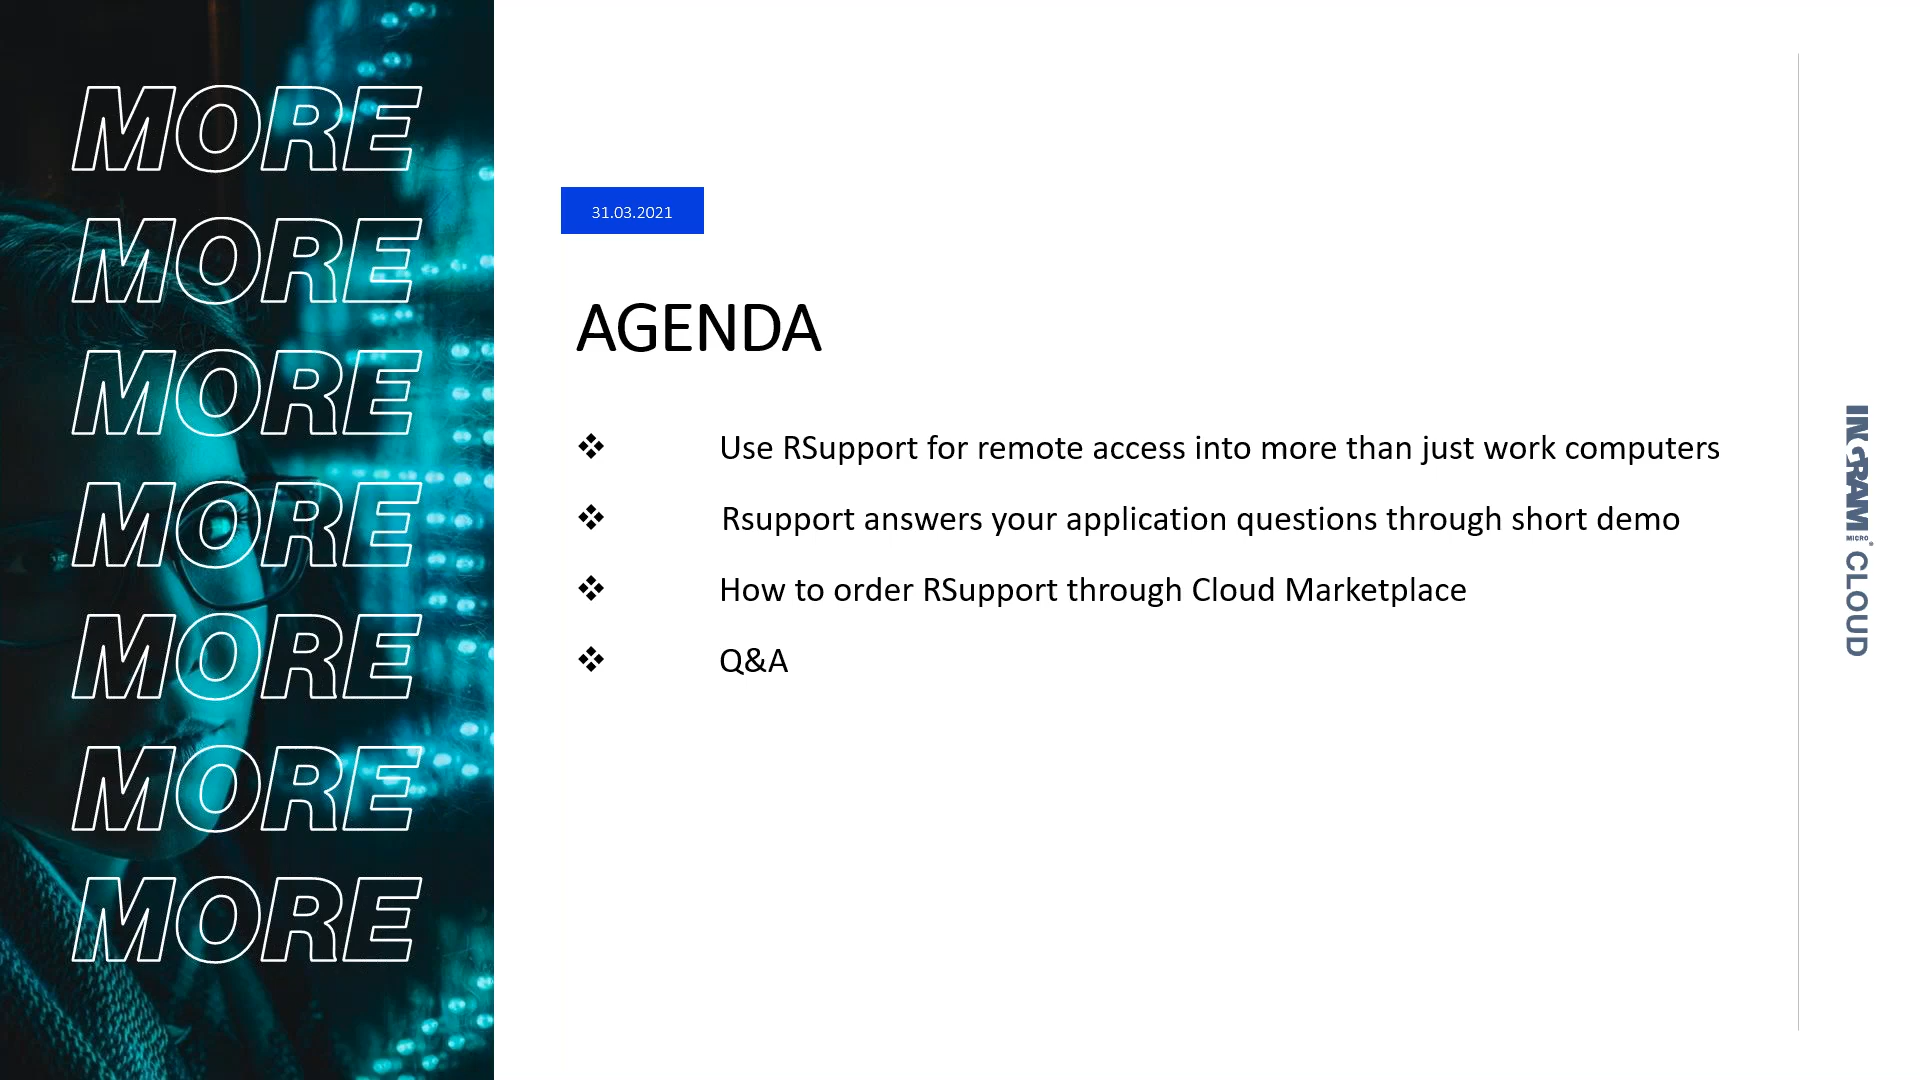 MORE
MORE
MORE
MORE
MORE
MORE
MORE
31.03.2021
AGENDA
❖ Use RSupport for remote access into more than just work computers
❖ Rsupport answers your application questions through short demo
❖ How to order RSupport through Cloud Marketplace
❖ Q&A
INGRAM MICRO® CLOUD